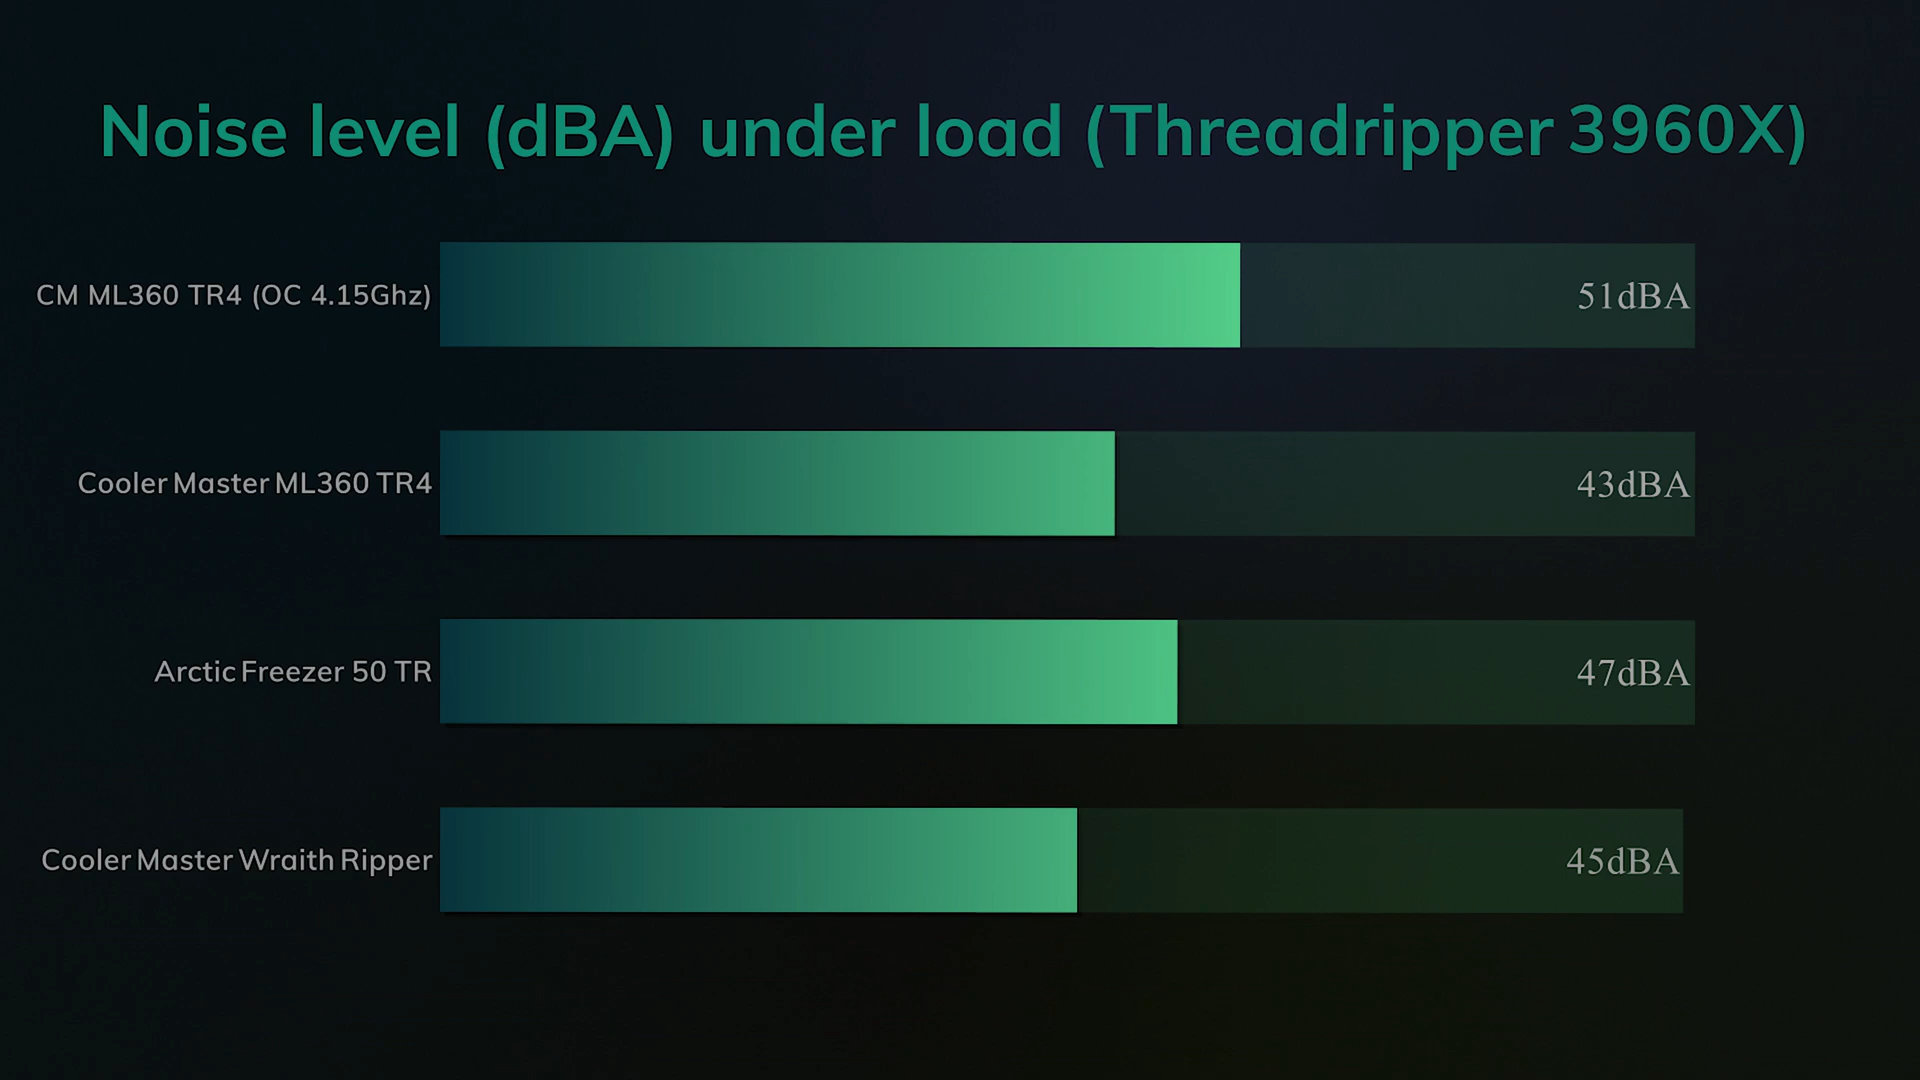 Noise level (dBA) under load (Threadripper 3960X)
CM ML360 TR4 (OC 4.15Ghz) 51dBA
Cooler Master ML360 TR4 43dBA
Arctic Freezer 50 TR 47dBA
Cooler Master Wraith Ripper 45dBA